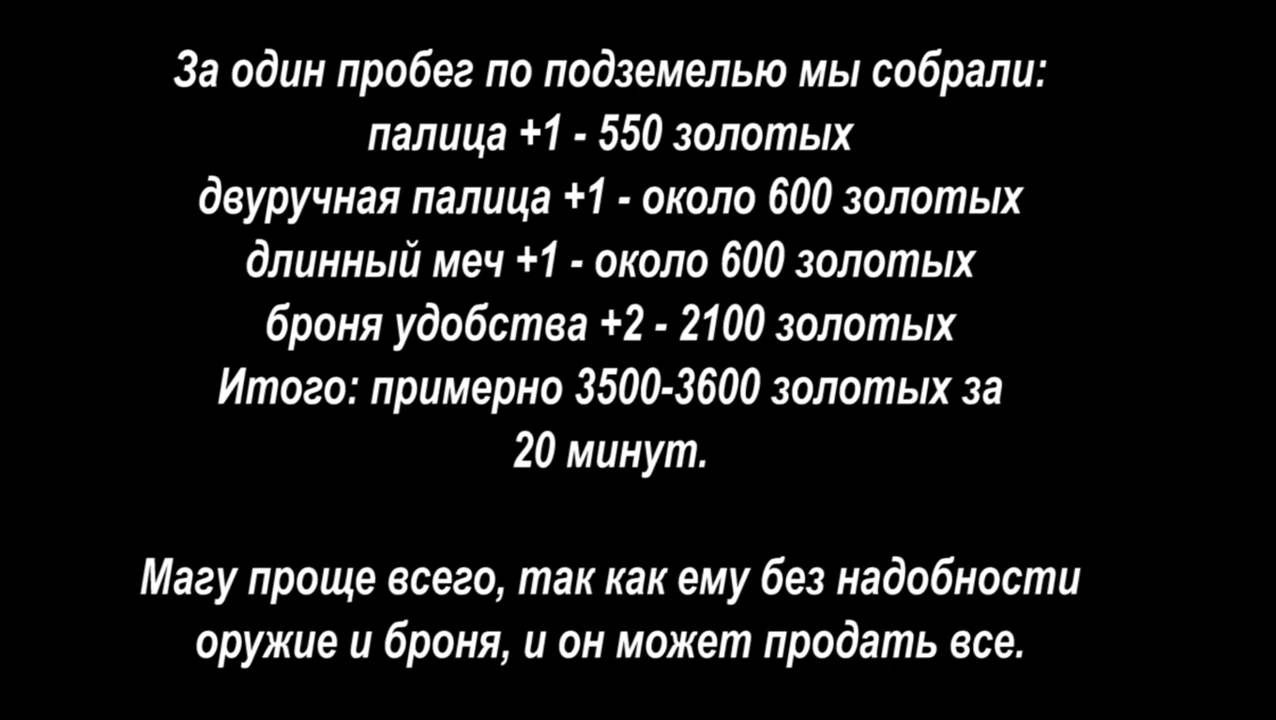 За один пробег по подземелью мы собрали:
палица +1 - 550 золотых
двуручная палица +1 - около 600 золотых
длинный меч +1 - около 600 золотых
броня удобства +2 - 2100 золотых
Итого: примерно 3500-3600 золотых за
20 минут.
Магу проще всего, так как ему без надобности
оружие и броня, и он может продать все.